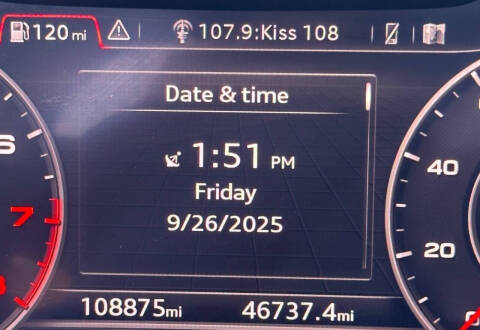 120 mi 107.9:Kiss 108
Date & time
1:51 PM
Friday
9/26/2025
6
7
40
20
108875mi 46737.4mi